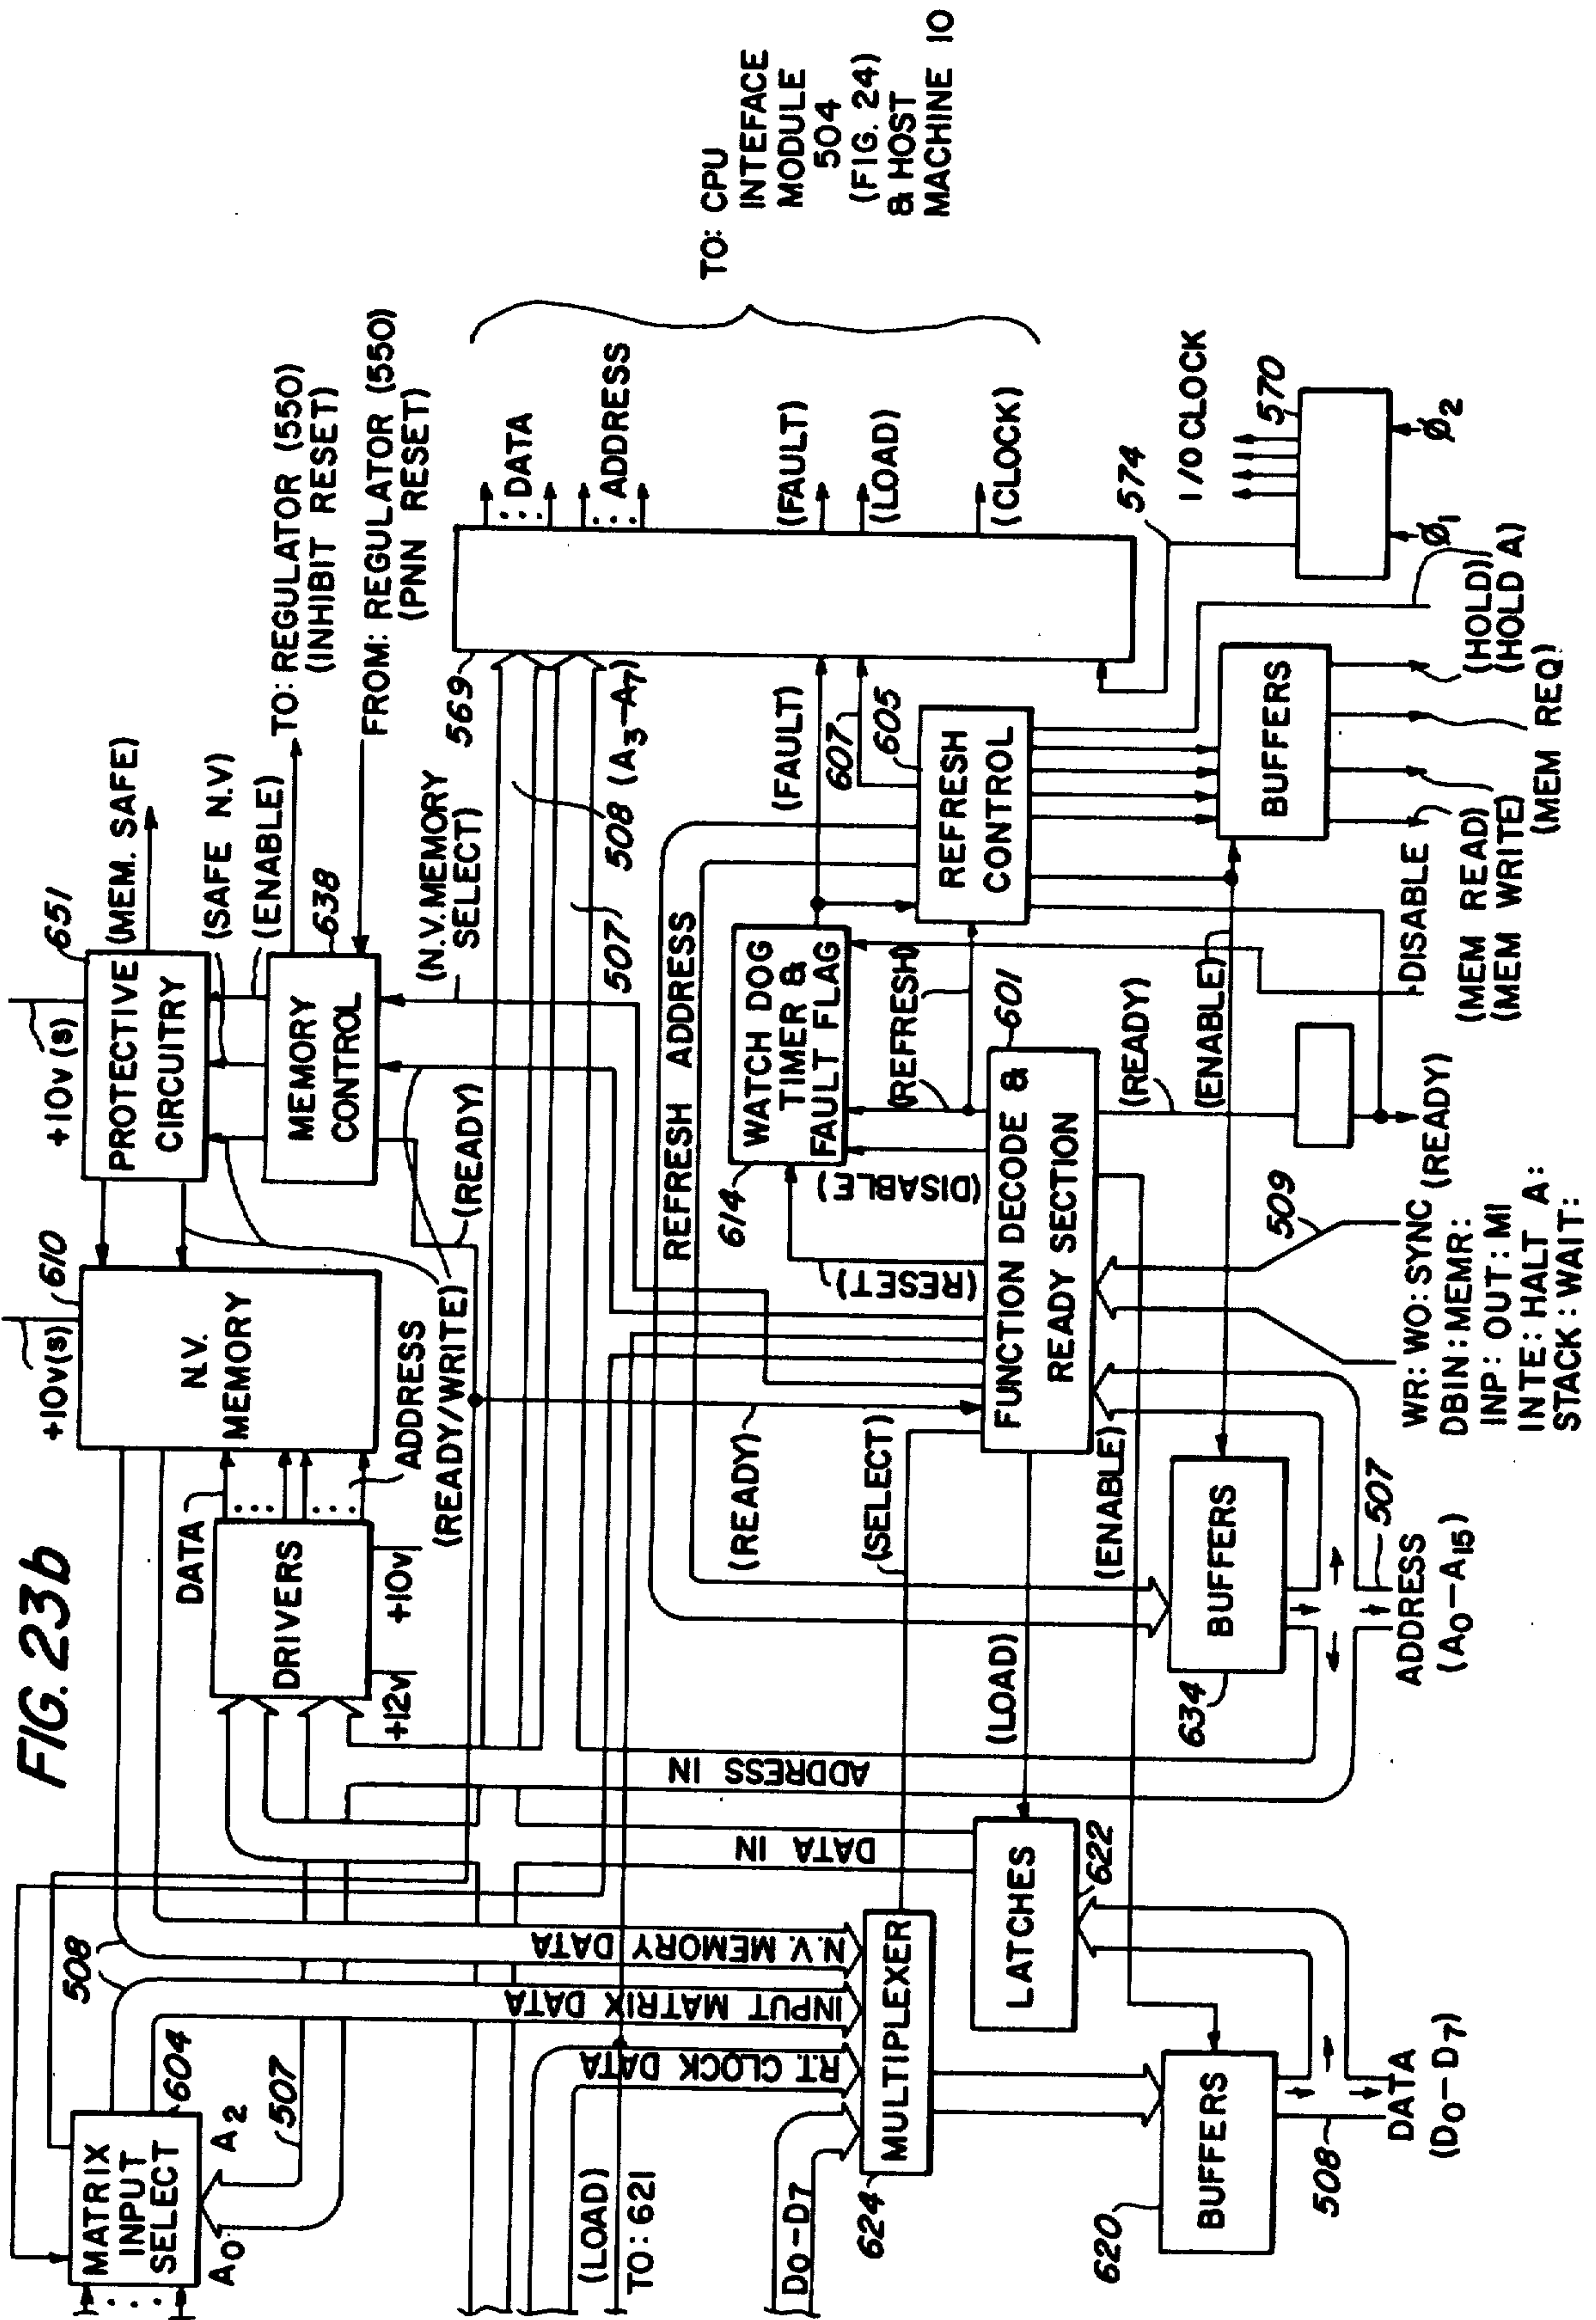 FIG. 23b
MATRIX
INPUT
SELECT
604
A0
A2
507
508
+10v(s)
610
N.V.
MEMORY
DATA
DRIVERS
+12v
+10v
ADDRESS
(READY/WRITE)
+10v(s)
651
PROTECTIVE
CIRCUITRY
(MEM. SAFE)
(SAFE N.V)
(ENABLE)
MEMORY
CONTROL
638
TO: REGULATOR (550)
(INHIBIT RESET)
FROM: REGULATOR (550)
(PNN RESET)
(READY)
(N.V. MEMORY
SELECT)
507
508 (A3-A7)
569
DATA
ADDRESS
(FAULT)
(LOAD)
(CLOCK)
TO: CPU
INTEFACE
MODULE
504
(FIG. 24)
& HOST
MACHINE 10
(LOAD)
TO: 621
D0-D7
R.T. CLOCK DATA
INPUT MATRIX DATA
N.V. MEMORY DATA
DATA IN
ADDRESS IN
REFRESH ADDRESS
(READY)
(SELECT)
(RESET)
(DISABLE)
614
WATCH DOG
TIMER &
FAULT FLAG
(REFRESH)
(FAULT)
607
605
REFRESH
CONTROL
574
I/O CLOCK
570
Ø1
Ø2
624
MULTIPLEXER
(LOAD)
LATCHES
622
(ENABLE)
FUNCTION DECODE &
READY SECTION
601
(READY)
(ENABLE)
620
BUFFERS
508
DATA
(D0-D7)
634
BUFFERS
507
ADDRESS
(A0-A15)
509
WR: WO: SYNC
DBIN: MEMR:
INP: OUT: MI
INTE: HALT A:
STACK: WAIT:
(READY)
DISABLE
BUFFERS
(MEM READ)
(MEM WRITE)
(MEM REQ)
(HOLD)
(HOLD A)